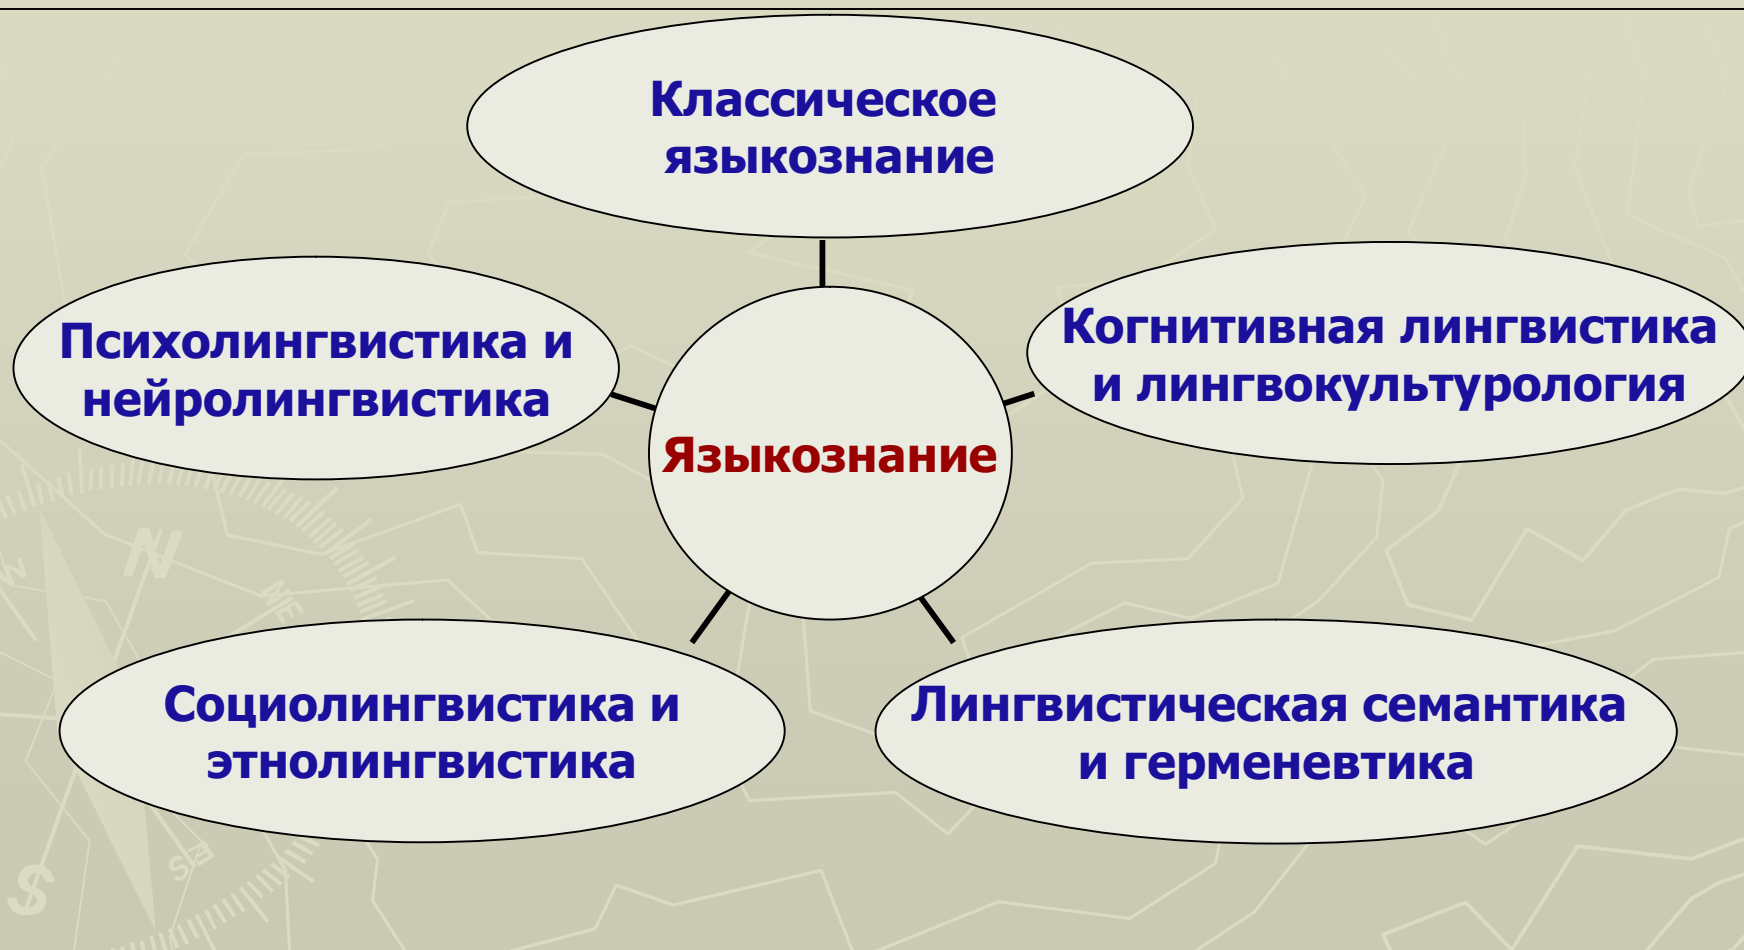 Классическое
языкознание
Психолингвистика и
нейролингвистика
Когнитивная лингвистика
и лингвокультурология
Языкознание
Социолингвистика и
этнолингвистика
Лингвистическая семантика
и герменевтика
N
S